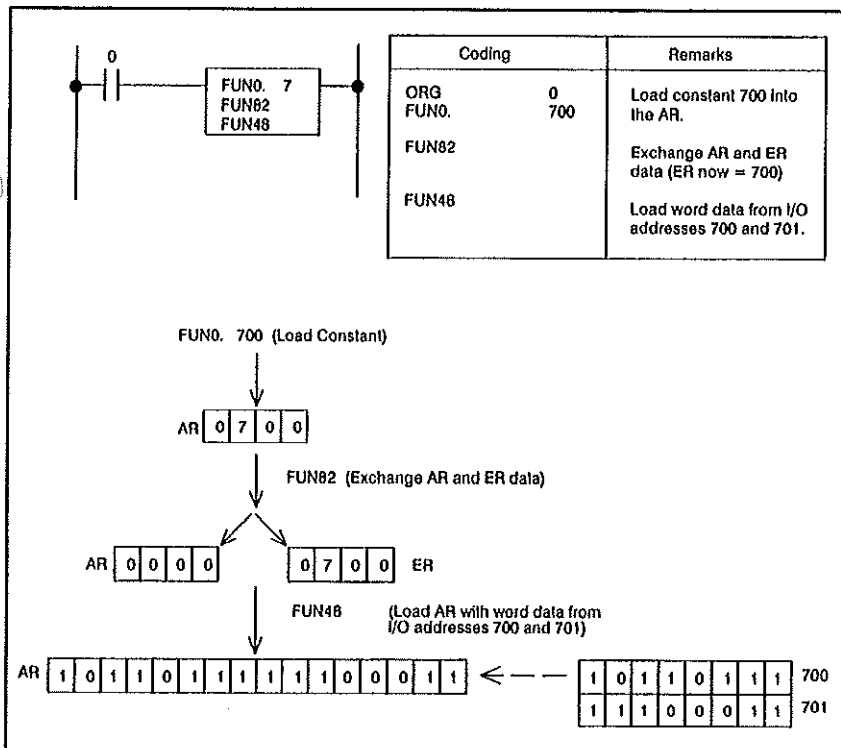 0
FUN0. 7
FUN82
FUN48
Coding Remarks
ORG 0 Load constant 700 into
FUN0. 700 the AR.
FUN82 Exchange AR and ER
data (ER now = 700)
FUN48 Load word data from I/O
addresses 700 and 701.
FUN0. 700 (Load Constant)
AR 0 7 0 0
FUN82 (Exchange AR and ER data)
AR 0 0 0 0 0 7 0 0 ER
FUN48 (Load AR with word data from
I/O addresses 700 and 701)
AR 1 0 1 1 0 1 1 1 1 1 1 0 0 0 1 1 1 0 1 1 0 1 1 1 700
1 1 1 0 0 0 1 1 701